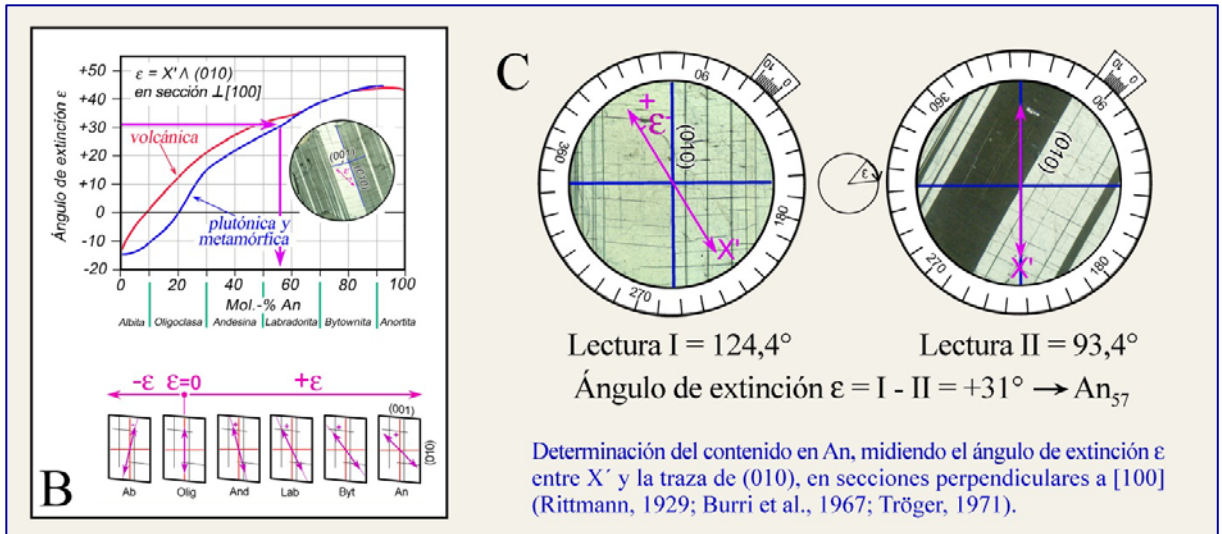 ε = X' Λ (010)
en sección ⊥[100]
Ángulo de extinción ε
+50
+40
+30
+20
+10
0
-10
-20
volcánica
plutónica y
metamórfica
(001)
(010)
ε
0 20 40 60 80 100
Mol.-% An
Albita Oligoclasa Andesina Labradorita Bytownita Anortita
-ε ε=0 +ε
(001)
(010)
Ab Olig And Lab Byt An
B
C
0 10
90
360
180
270
+
ε
(010)
X'
ε
0 10
360
90
270
180
(010)
X'
Lectura I = 124,4°
Lectura II = 93,4°
Ángulo de extinción ε = I - II = +31° → An57
Determinación del contenido en An, midiendo el ángulo de extinción ε
entre X´ y la traza de (010), en secciones perpendiculares a [100]
(Rittmann, 1929; Burri et al., 1967; Tröger, 1971).